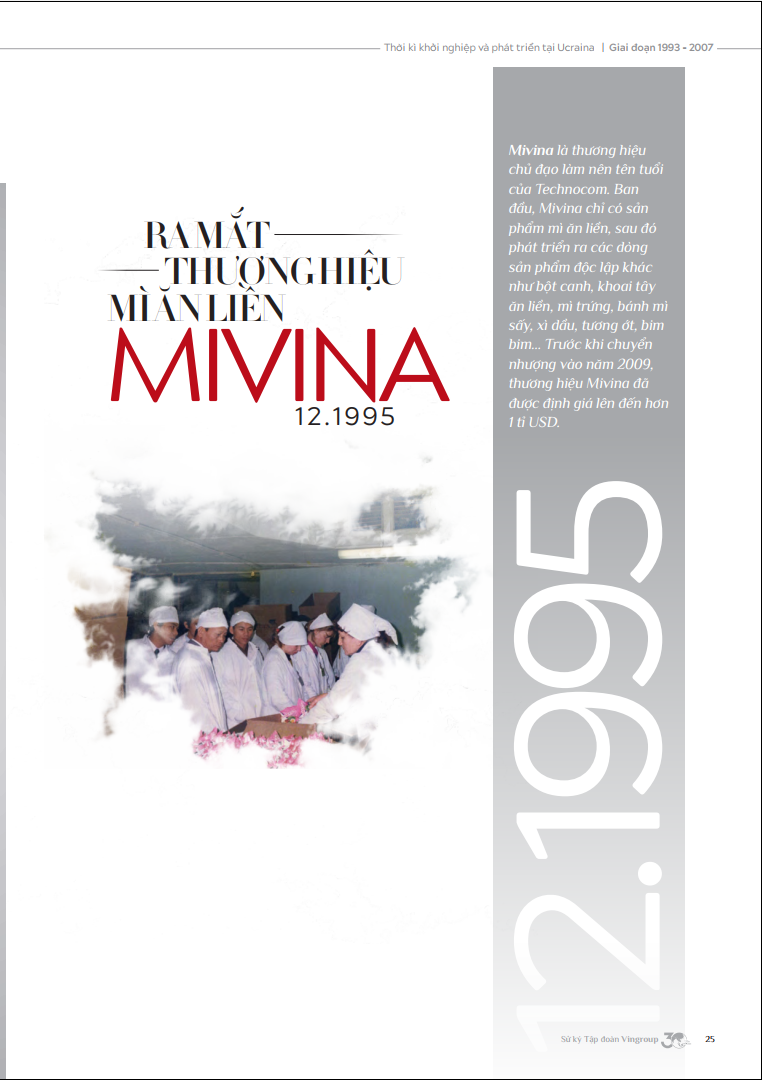 Thời kì khởi nghiệp và phát triển tại Ucraina | Giai đoạn 1993 - 2007
RA MẮT
THƯƠNG HIỆU
MÌ ĂN LIỀN
MIVINA
12.1995
Mivina là thương hiệu
chủ đạo làm nên tên tuổi
của Technocom. Ban
đầu, Mivina chỉ có sản
phẩm mì ăn liền, sau đó
phát triển ra các dòng
sản phẩm độc lập khác
như bột canh, khoai tây
ăn liền, mì trứng, bánh mì
sấy, xì dầu, tương ớt, bim
bim... Trước khi chuyển
nhượng vào năm 2009,
thương hiệu Mivina đã
được định giá lên đến hơn
1 tỉ USD.
12.1995
Sử ký Tập đoàn Vingroup 30 25